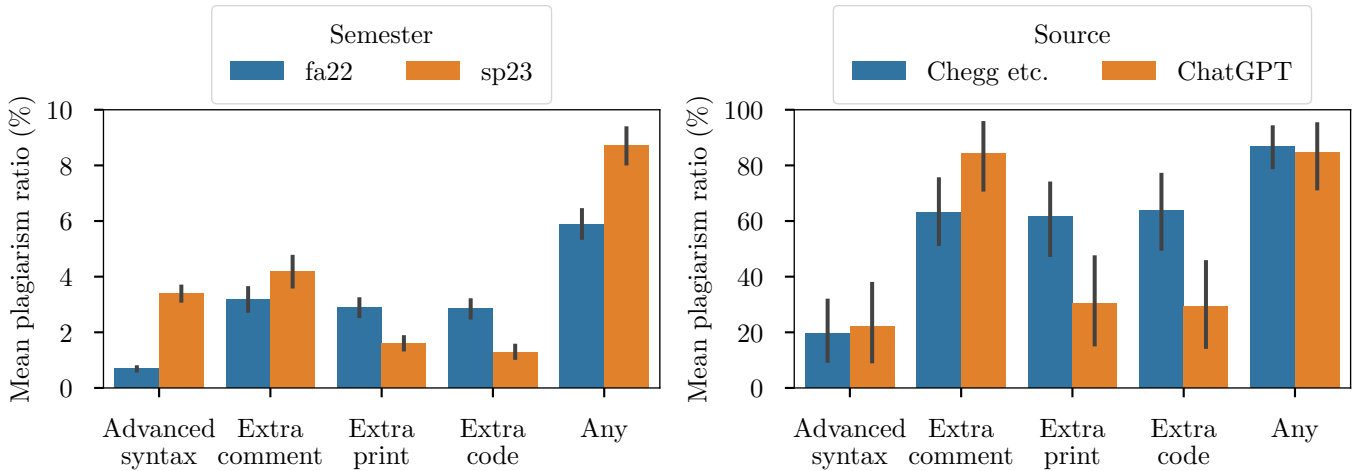 Semester
fa22 sp23
Mean plagiarism ratio (%)
10
8
6
4
2
0
Advanced syntax
Extra comment
Extra print
Extra code
Any
Source
Chegg etc. ChatGPT
Mean plagiarism ratio (%)
100
80
60
40
20
0
Advanced syntax
Extra comment
Extra print
Extra code
Any